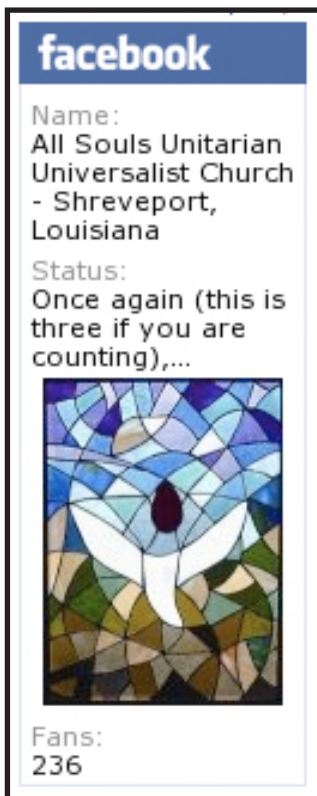 facebook
Name:
All Souls Unitarian
Universalist Church
- Shreveport,
Louisiana
Status:
Once again (this is
three if you are
counting),...
Fans:
236